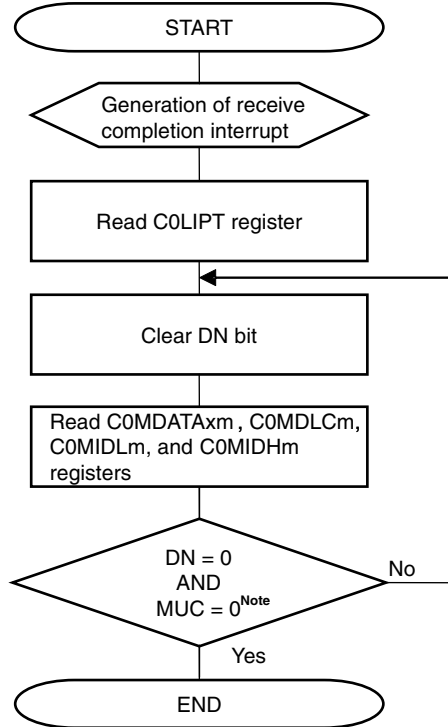 START
Generation of receive
completion interrupt
Read C0LIPT register
Clear DN bit
Read C0MDATAxm, C0MDLCm,
C0MIDLm, and C0MIDHm
registers
DN = 0
AND
MUC = 0Note
No
Yes
END